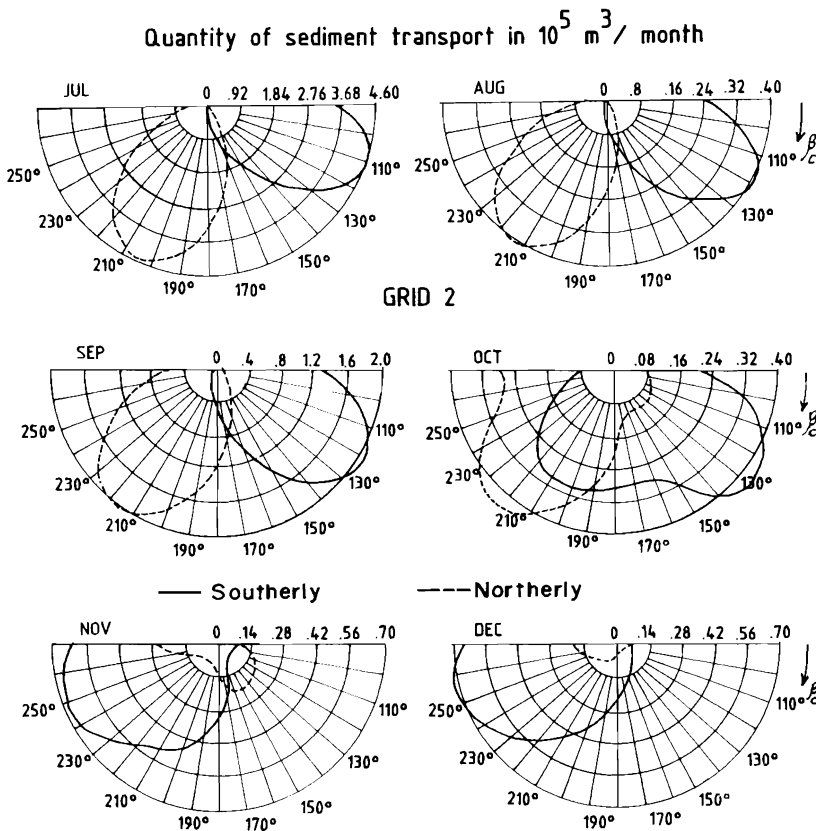 Quantity of sediment transport in 10⁵ m³/ month
JUL 0 .92 1.84 2.76 3.68 4.60
250° 230° 210° 190° 170° 150° 130° 110°
AUG 0 .8 .16 .24 .32 .40
250° 230° 210° 190° 170° 150° 130° 110°
βc
GRID 2
SEP 0 .4 .8 1.2 1.6 2.0
250° 230° 210° 190° 170° 150° 130° 110°
OCT 0 .08 .16 .24 .32 .40
250° 230° 210° 190° 170° 150° 130° 110°
βc
Southerly
Northerly
NOV 0 .14 .28 .42 .56 .70
250° 230° 210° 190° 170° 150° 130° 110°
DEC 0 .14 .28 .42 .56 .70
250° 230° 210° 190° 170° 150° 130° 110°
βc